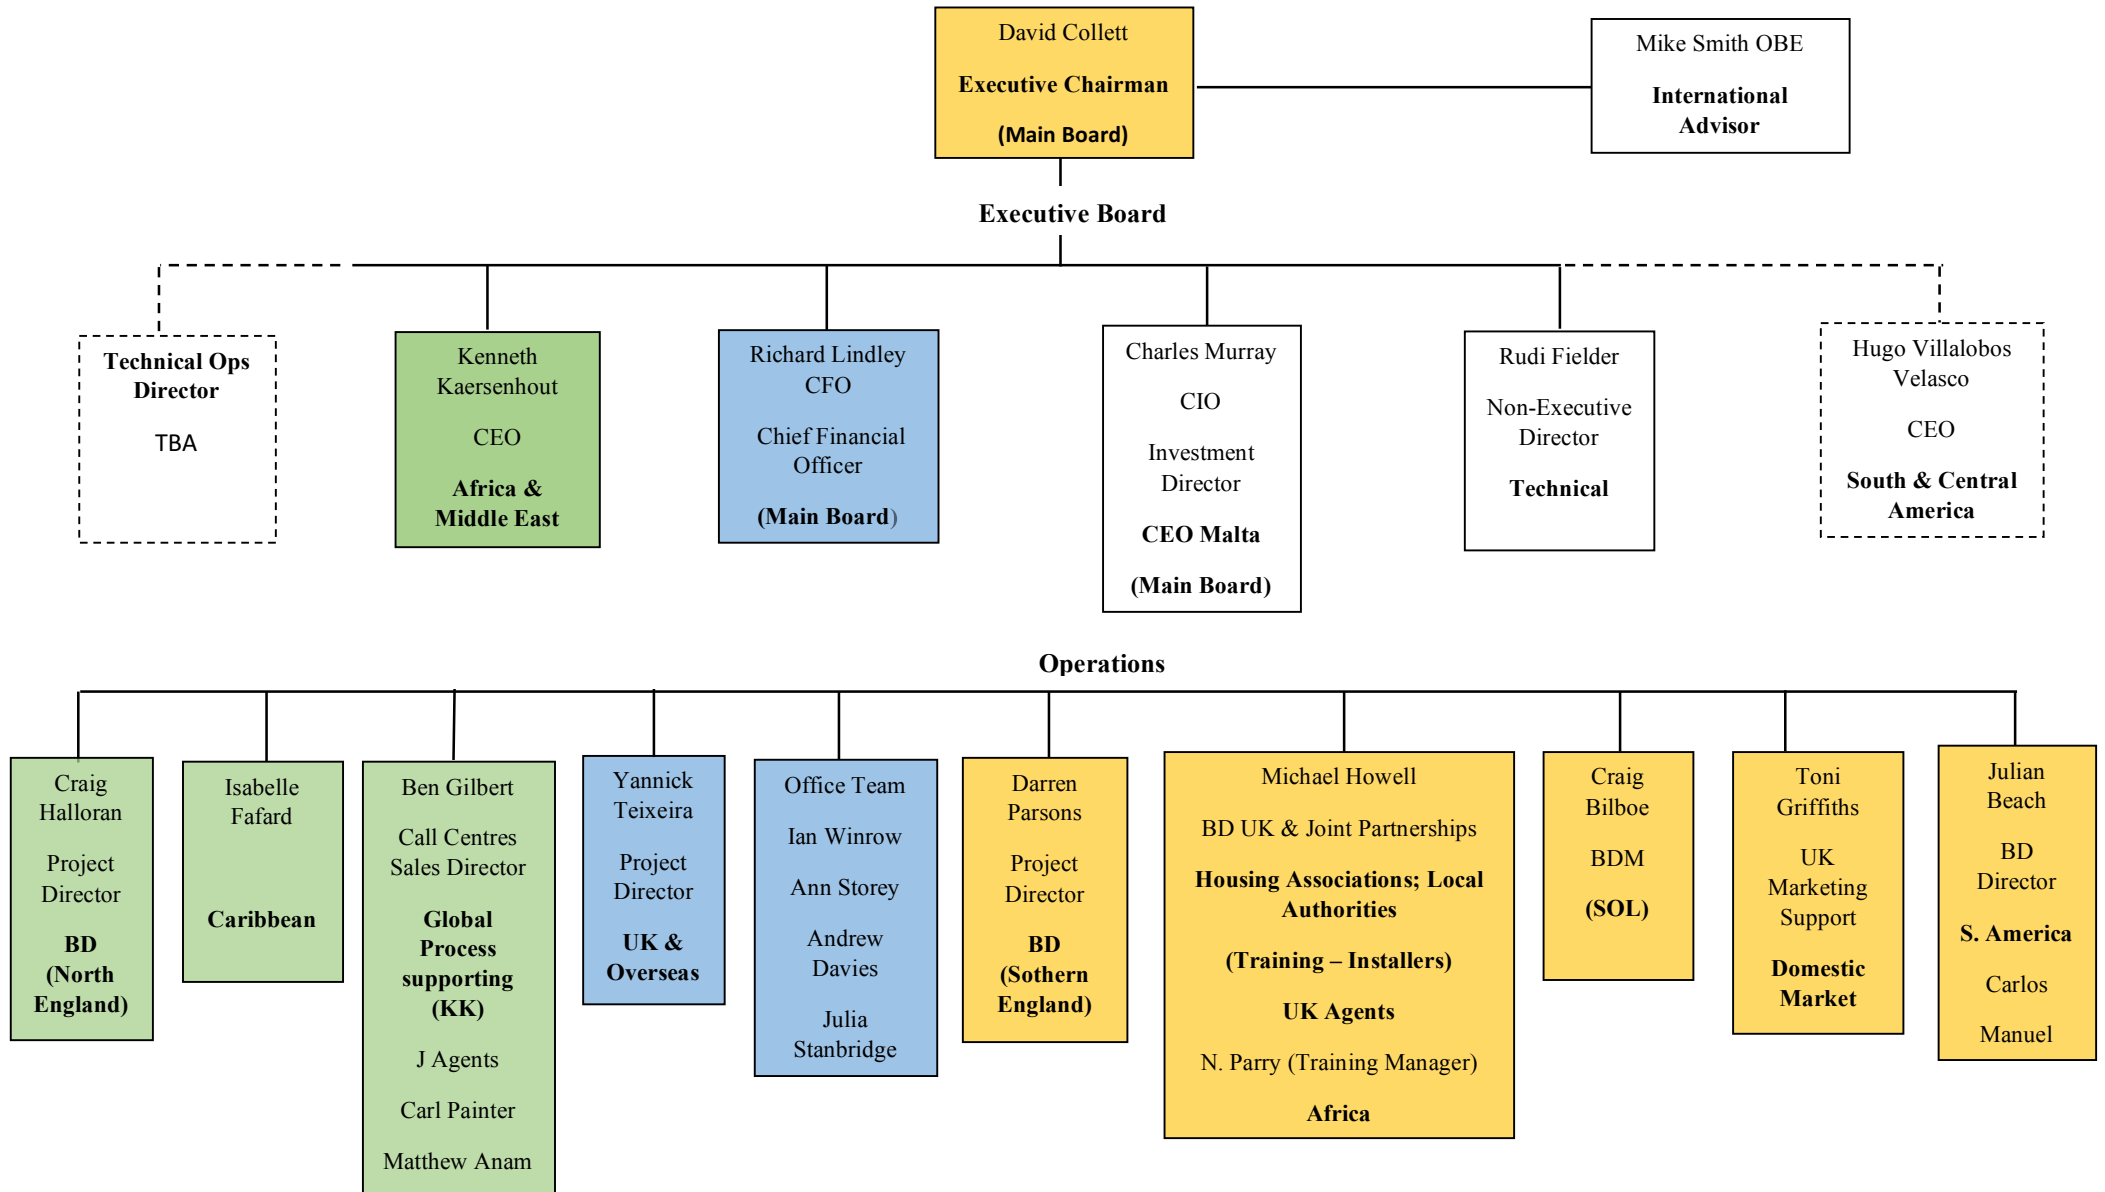 David Collett
Executive Chairman
(Main Board)
Mike Smith OBE
International
Advisor
Executive Board
Technical Ops
Director
TBA
Kenneth
Kaersenhout
CEO
Africa &
Middle East
Richard Lindley
CFO
Chief Financial
Officer
(Main Board)
Charles Murray
CIO
Investment
Director
CEO Malta
(Main Board)
Rudi Fielder
Non-Executive
Director
Technical
Hugo Villalobos
Velasco
CEO
South & Central
America
Operations
Craig
Halloran
Project
Director
BD
(North
England)
Isabelle
Fafard
Caribbean
Ben Gilbert
Call Centres
Sales Director
Global
Process
supporting
(KK)
J Agents
Carl Painter
Matthew Anam
Yannick
Teixeira
Project
Director
UK &
Overseas
Office Team
Ian Winrow
Ann Storey
Andrew
Davies
Julia
Stanbridge
Darren
Parsons
Project
Director
BD
(Sothern
England)
Michael Howell
BD UK & Joint Partnerships
Housing Associations; Local
Authorities
(Training – Installers)
UK Agents
N. Parry (Training Manager)
Africa
Craig
Bilboe
BDM
(SOL)
Toni
Griffiths
UK
Marketing
Support
Domestic
Market
Julian
Beach
BD
Director
S. America
Carlos
Manuel